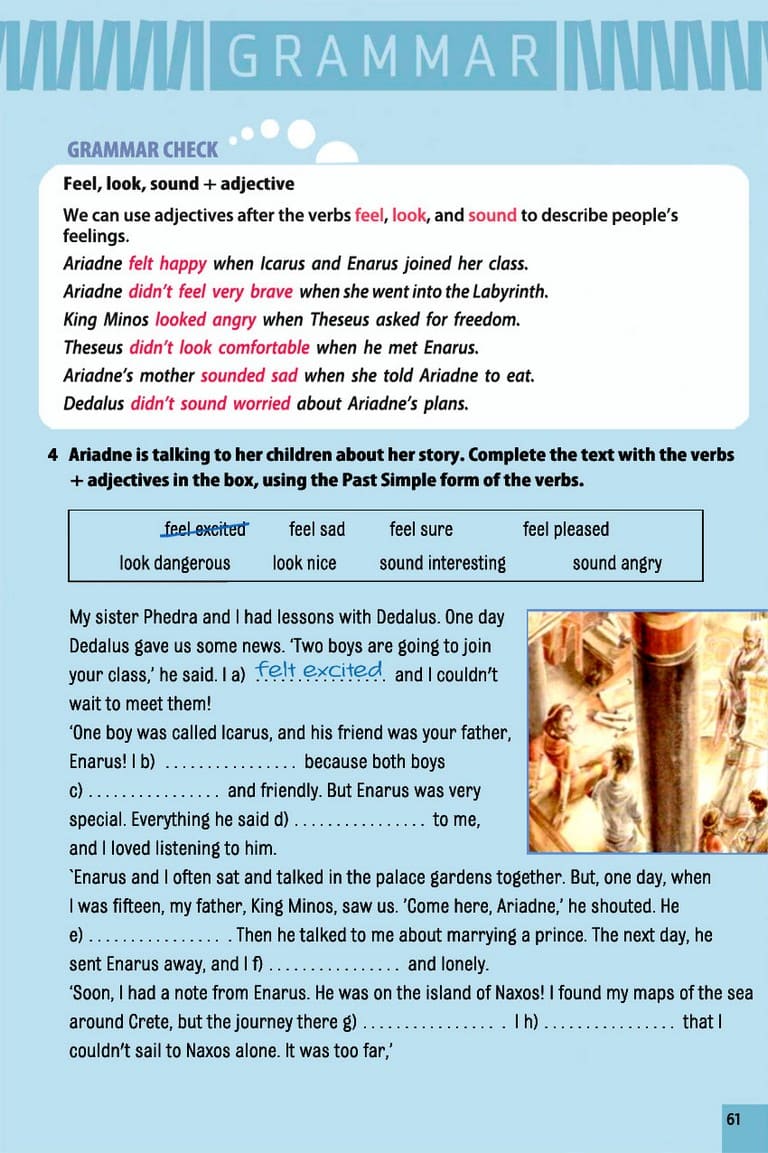 GRAMMAR
GRAMMAR CHECK
Feel, look, sound + adjective
We can use adjectives after the verbs feel, look, and sound to describe people's
feelings.
Ariadne felt happy when Icarus and Enarus joined her class.
Ariadne didn't feel very brave when she went into the Labyrinth.
King Minos looked angry when Theseus asked for freedom.
Theseus didn't look comfortable when he met Enarus.
Ariadne's mother sounded sad when she told Ariadne to eat.
Dedalus didn't sound worried about Ariadne's plans.
4 Ariadne is talking to her children about her story. Complete the text with the verbs
+ adjectives in the box, using the Past Simple form of the verbs.
feel excited feel sad feel sure feel pleased
look dangerous look nice sound interesting sound angry
My sister Phedra and I had lessons with Dedalus. One day
Dedalus gave us some news. 'Two boys are going to join
your class,' he said. I a) felt excited and I couldn't
wait to meet them!
'One boy was called Icarus, and his friend was your father,
Enarus! I b) ................ because both boys
c) ................ and friendly. But Enarus was very
special. Everything he said d) ................ to me,
and I loved listening to him.
`Enarus and I often sat and talked in the palace gardens together. But, one day, when
I was fifteen, my father, King Minos, saw us. 'Come here, Ariadne,' he shouted. He
e) ................. . Then he talked to me about marrying a prince. The next day, he
sent Enarus away, and I f) ................ and lonely.
'Soon, I had a note from Enarus. He was on the island of Naxos! I found my maps of the sea
around Crete, but the journey there g) ................. . I h) ................ that I
couldn't sail to Naxos alone. It was too far,'
61